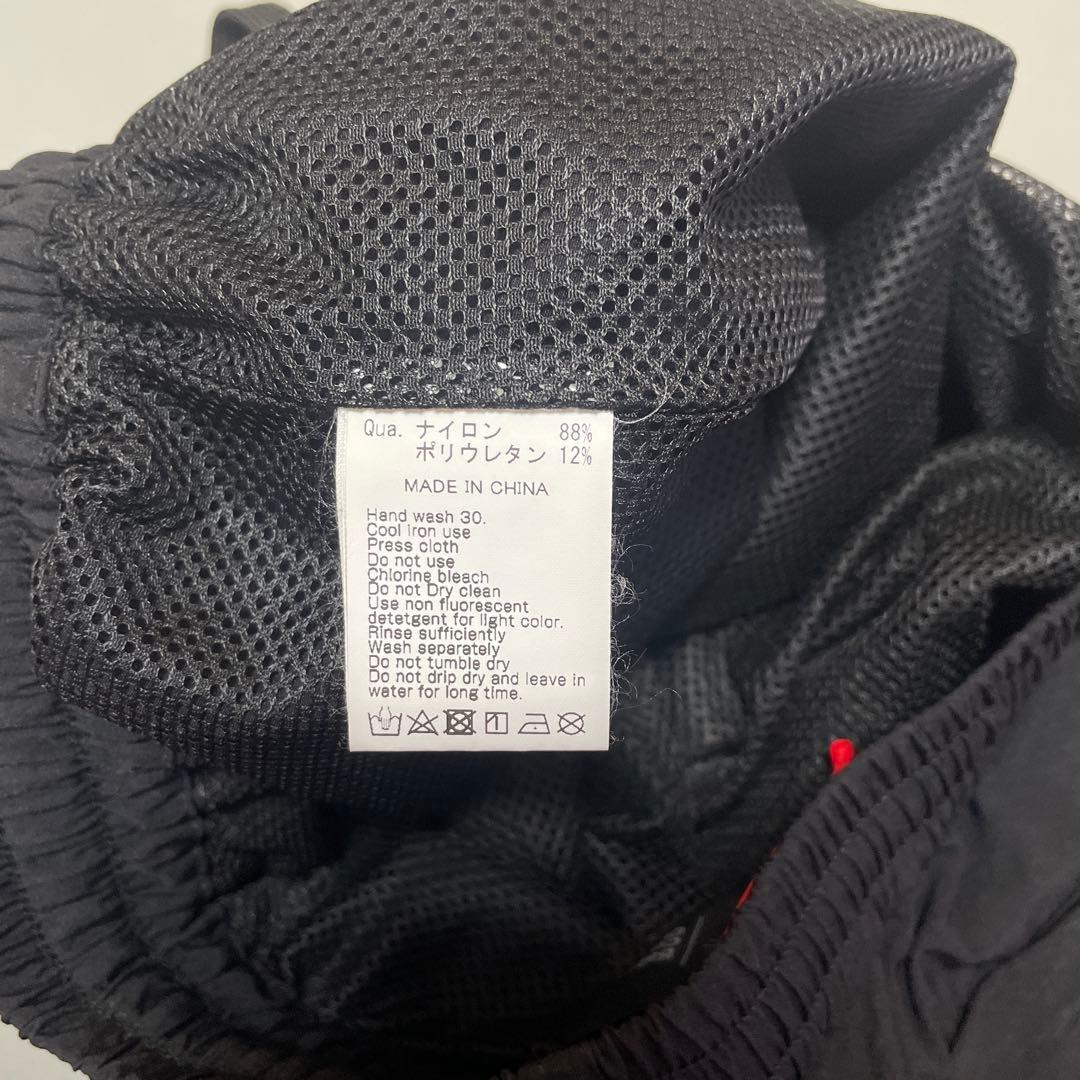 Qua. ナイロン 88%
ポリウレタン 12%
MADE IN CHINA
Hand wash 30.
Cool iron use
Press cloth
Do not use
Chlorine bleach
Do not Dry clean
Use non fluorescent
detetgent for light color.
Rinse sufficiently
Wash separately
Do not tumble dry
Do not drip dry and leave in
water for long time.